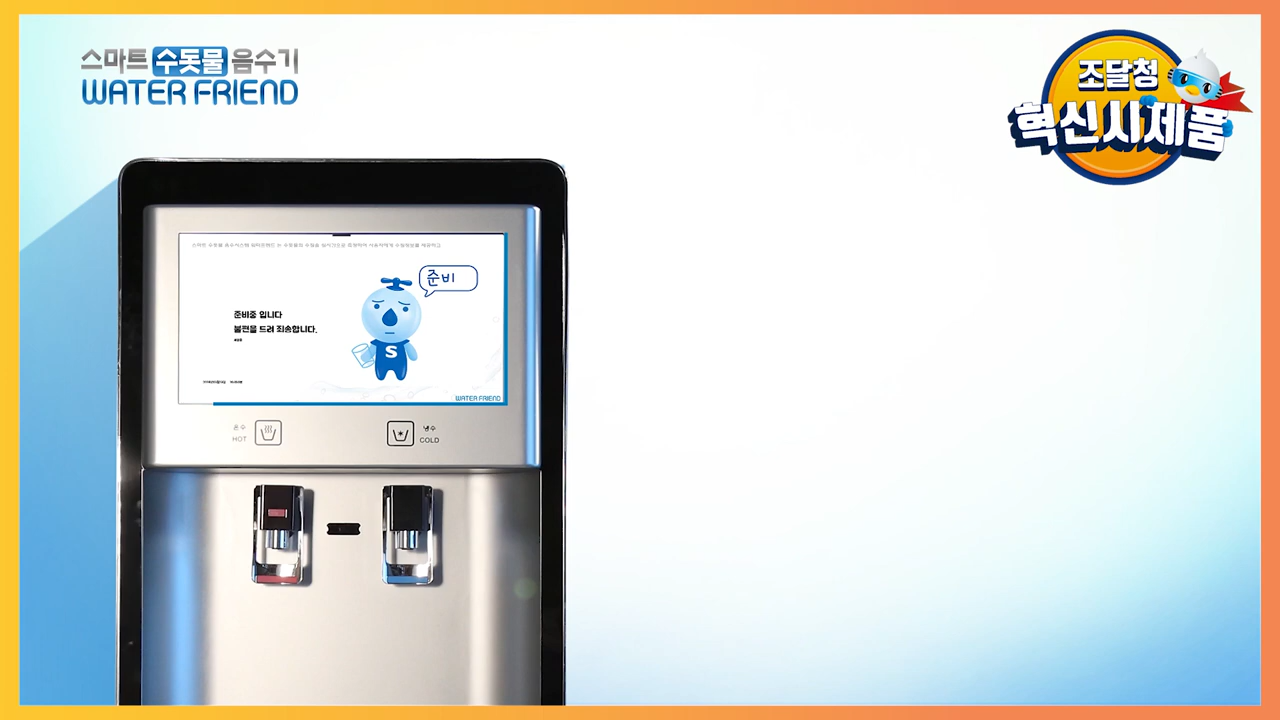 스마트 수돗물 음수기
WATER FRIEND
조달청
혁신시제품
준비
준비중 입니다
불편을 드려 죄송합니다.
WATER FRIEND
온수
HOT
냉수
COLD
S